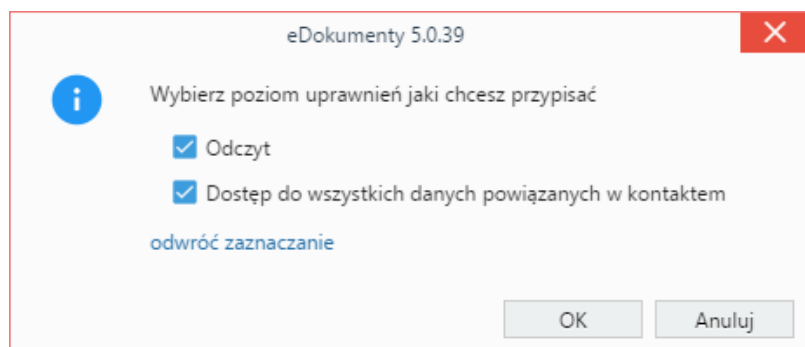 eDokumenty 5.0.39
Wybierz poziom uprawnień jaki chcesz przypisać
Odczyt
Dostęp do wszystkich danych powiązanych w kontaktem
odwróć zaznaczanie
OK Anuluj